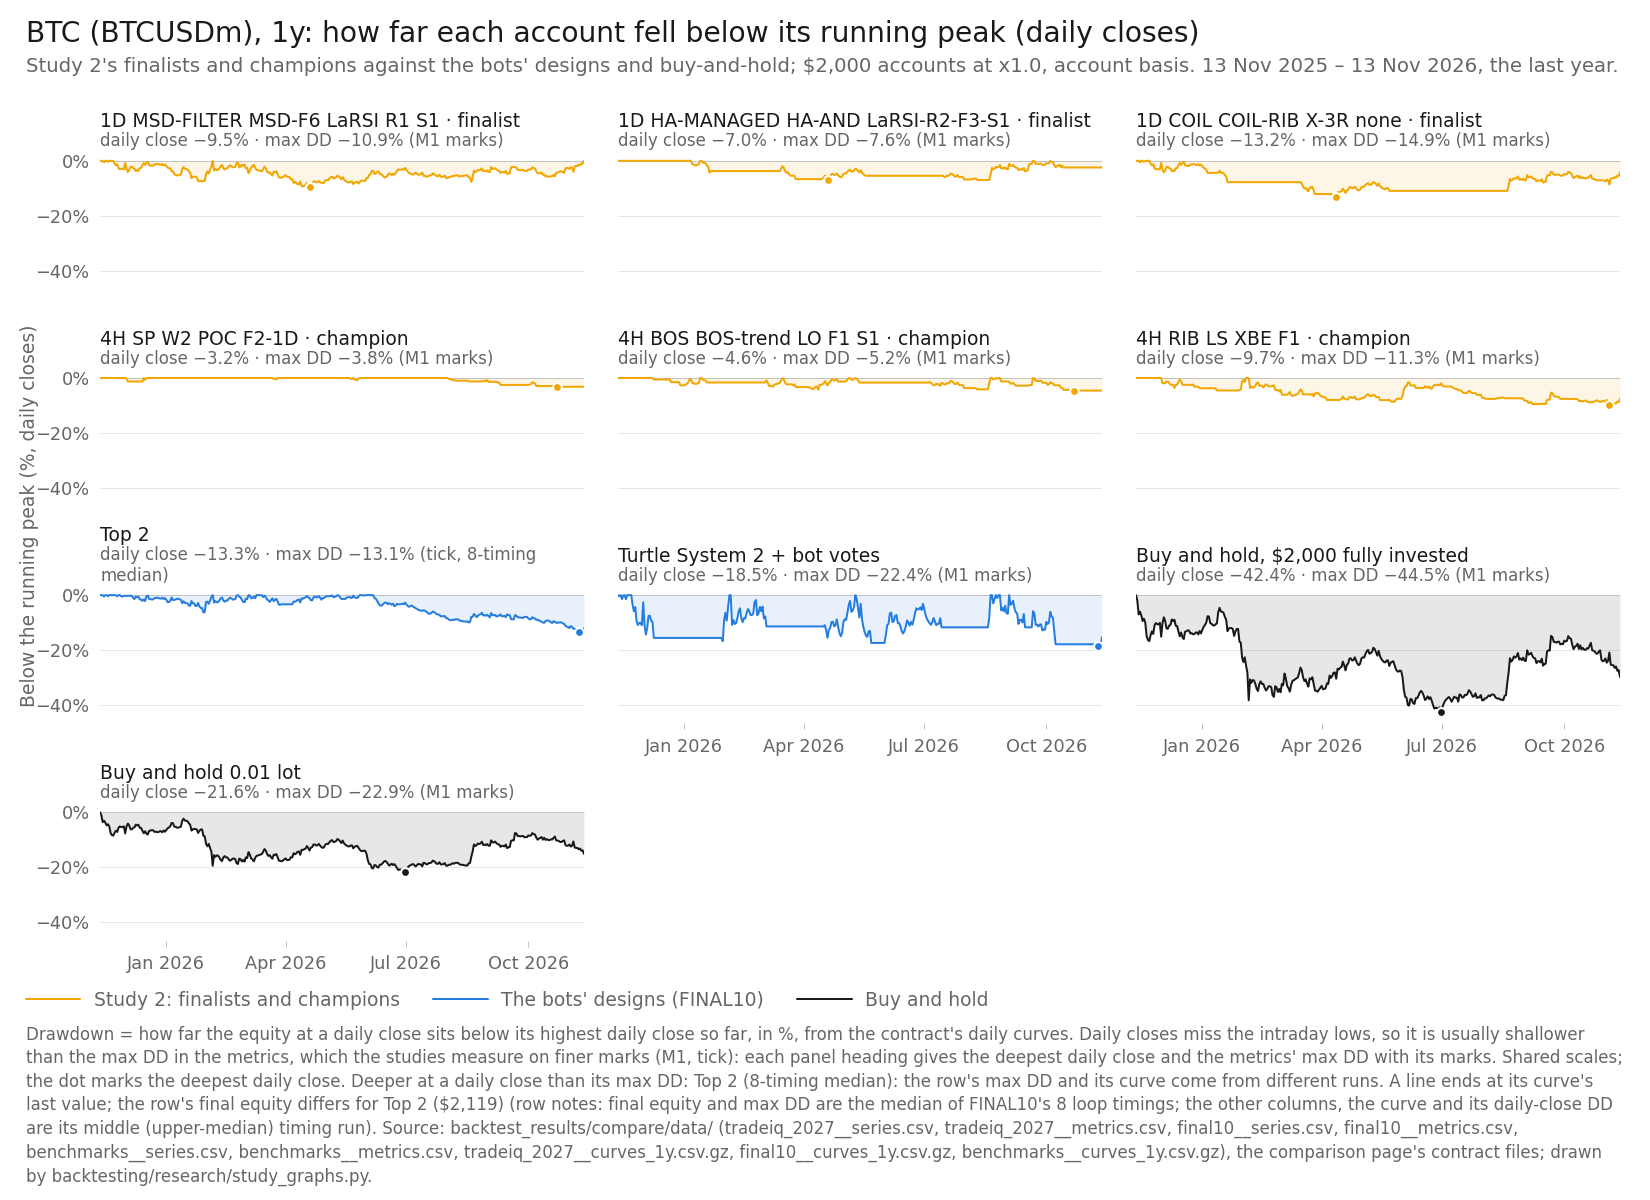 BTC (BTCUSDm), 1y: how far each account fell below its running peak (daily closes)
Study 2's finalists and champions against the bots' designs and buy-and-hold; $2,000 accounts at x1.0, account basis. 13 Nov 2025 – 13 Nov 2026, the last year.
Below the running peak (%, daily closes)
1D MSD-FILTER MSD-F6 LaRSI R1 S1 · finalist
daily close −9.5% · max DD −10.9% (M1 marks)
0%
−20%
−40%
1D HA-MANAGED HA-AND LaRSI-R2-F3-S1 · finalist
daily close −7.0% · max DD −7.6% (M1 marks)
1D COIL COIL-RIB X-3R none · finalist
daily close −13.2% · max DD −14.9% (M1 marks)
4H SP W2 POC F2-1D · champion
daily close −3.2% · max DD −3.8% (M1 marks)
0%
−20%
−40%
4H BOS BOS-trend LO F1 S1 · champion
daily close −4.6% · max DD −5.2% (M1 marks)
4H RIB LS XBE F1 · champion
daily close −9.7% · max DD −11.3% (M1 marks)
Top 2
daily close −13.3% · max DD −13.1% (tick, 8-timing
median)
0%
−20%
−40%
Turtle System 2 + bot votes
daily close −18.5% · max DD −22.4% (M1 marks)
Jan 2026 Apr 2026 Jul 2026 Oct 2026
Buy and hold, $2,000 fully invested
daily close −42.4% · max DD −44.5% (M1 marks)
Jan 2026 Apr 2026 Jul 2026 Oct 2026
Buy and hold 0.01 lot
daily close −21.6% · max DD −22.9% (M1 marks)
0%
−20%
−40%
Jan 2026 Apr 2026 Jul 2026 Oct 2026
Study 2: finalists and champions The bots' designs (FINAL10) Buy and hold
Drawdown = how far the equity at a daily close sits below its highest daily close so far, in %, from the contract's daily curves. Daily closes miss the intraday lows, so it is usually shallower
than the max DD in the metrics, which the studies measure on finer marks (M1, tick): each panel heading gives the deepest daily close and the metrics' max DD with its marks. Shared scales;
the dot marks the deepest daily close. Deeper at a daily close than its max DD: Top 2 (8-timing median): the row's max DD and its curve come from different runs. A line ends at its curve's
last value; the row's final equity differs for Top 2 ($2,119) (row notes: final equity and max DD are the median of FINAL10's 8 loop timings; the other columns, the curve and its daily-close DD
are its middle (upper-median) timing run). Source: backtest_results/compare/data/ (tradeiq_2027__series.csv, tradeiq_2027__metrics.csv, final10__series.csv, final10__metrics.csv,
benchmarks__series.csv, benchmarks__metrics.csv, tradeiq_2027__curves_1y.csv.gz, final10__curves_1y.csv.gz, benchmarks__curves_1y.csv.gz), the comparison page's contract files; drawn
by backtesting/research/study_graphs.py.